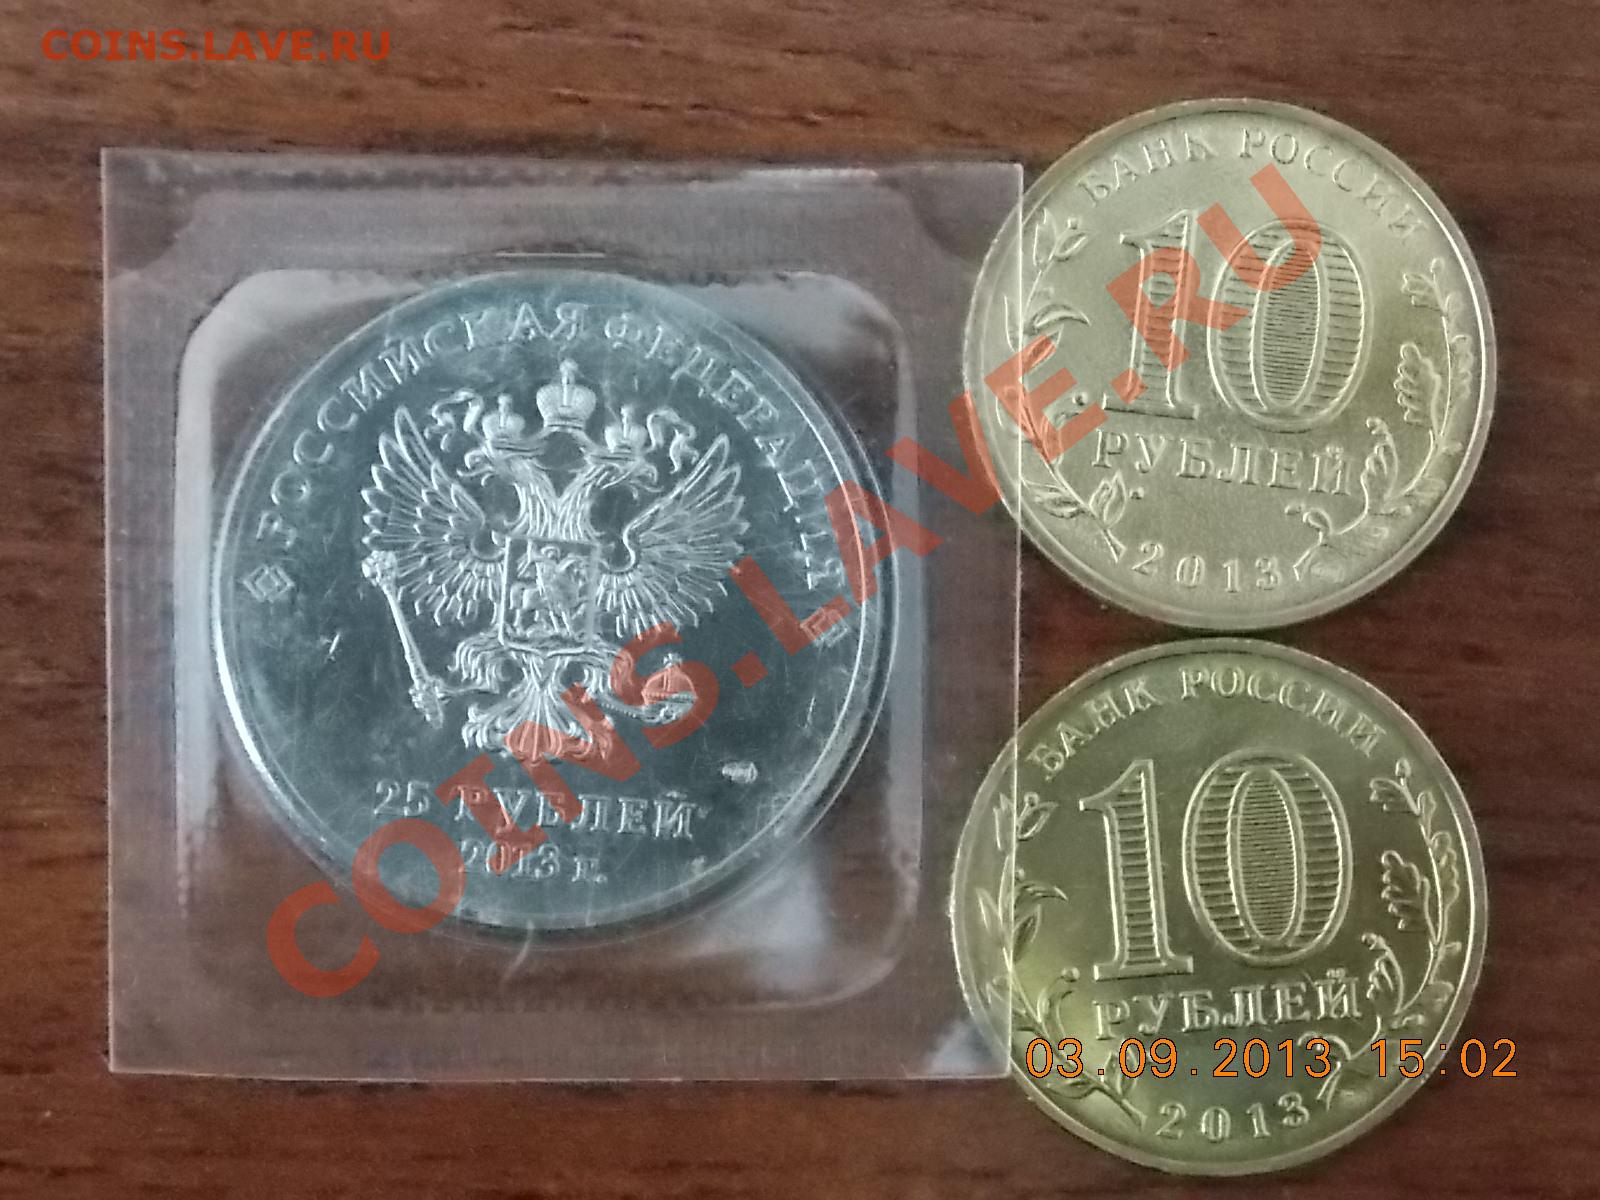 COINS.LAVE.RU
РОССИЙСКАЯ ФЕДЕРАЦИЯ
25 РУБЛЕЙ
2013 г.
БАНК РОССИИ
10
РУБЛЕЙ
2013
БАНК РОССИИ
10
РУБЛЕЙ
2013
COINS.LAVE.RU
03.09.2013 15:02